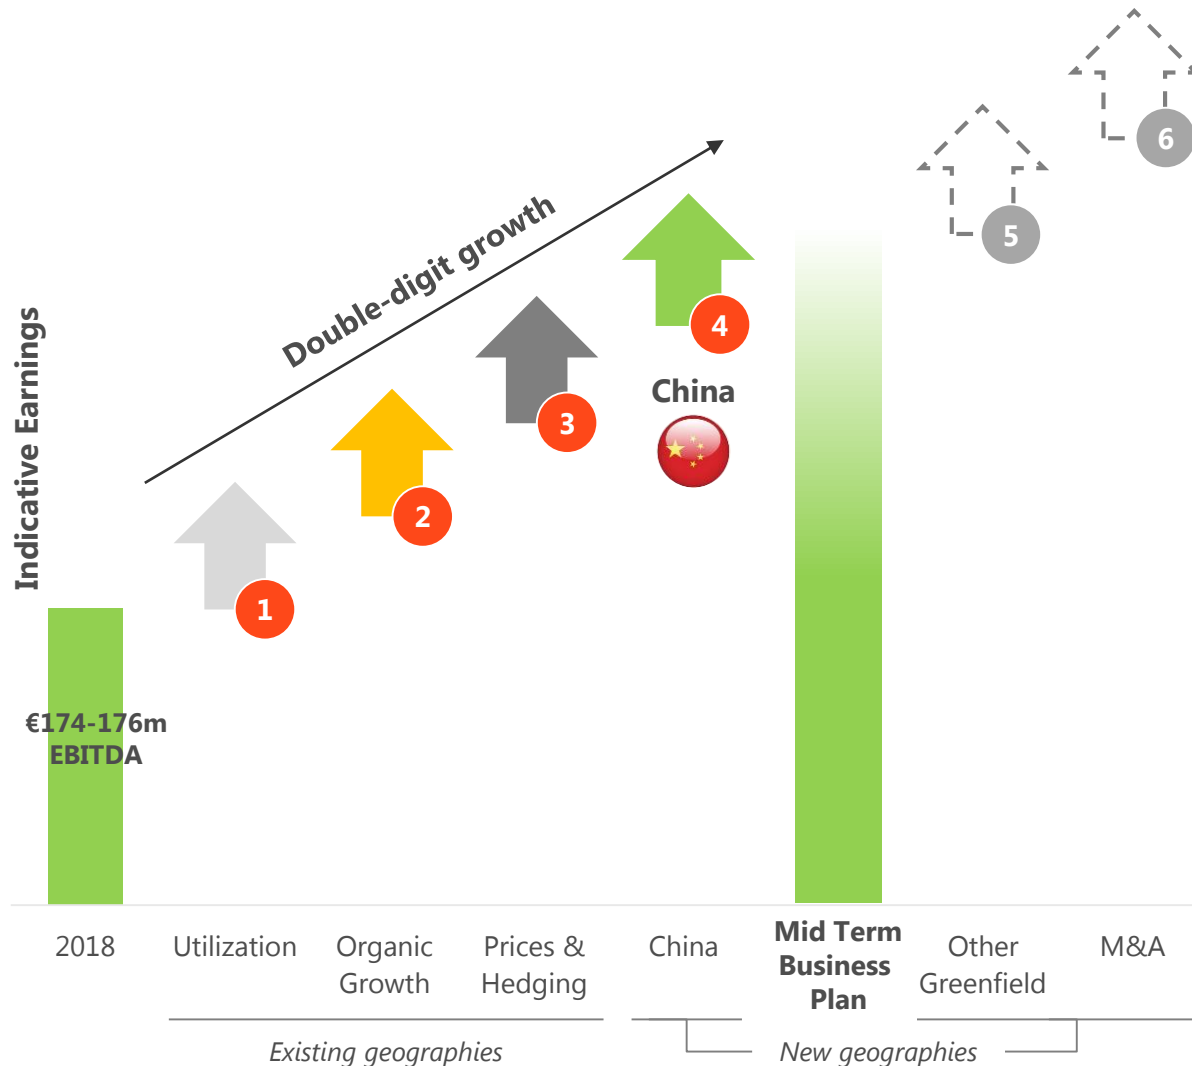 Indicative Earnings
Double-digit growth
1
2
3
4
5
6
China
€174-176m
EBITDA
2018
Utilization
Organic
Growth
Prices &
Hedging
China
Mid Term
Business
Plan
Other
Greenfield
M&A
Existing geographies
New geographies